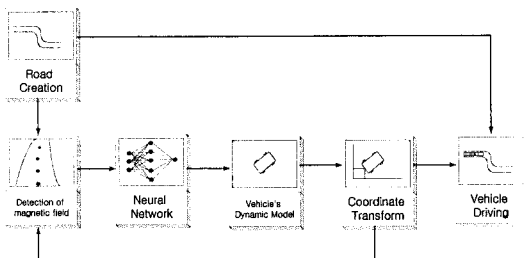 Road
Creation
Detection of
magnetic field
Neural
Network
Vehicle's
Dynamic Model
Coordinate
Transform
Vehicle
Driving